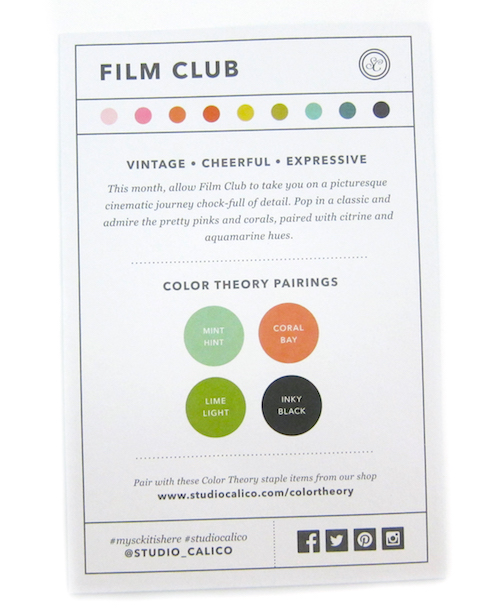 FILM CLUB
SC
VINTAGE • CHEERFUL • EXPRESSIVE
This month, allow Film Club to take you on a picturesque
cinematic journey chock-full of detail. Pop in a classic and
admire the pretty pinks and corals, paired with citrine and
aquamarine hues.
COLOR THEORY PAIRINGS
MINT
HINT
CORAL
BAY
LIME
LIGHT
INKY
BLACK
Pair with these Color Theory staple items from our shop
www.studiocalico.com/colortheory
#mysckitishere #studiocalico
@STUDIO_CALICO